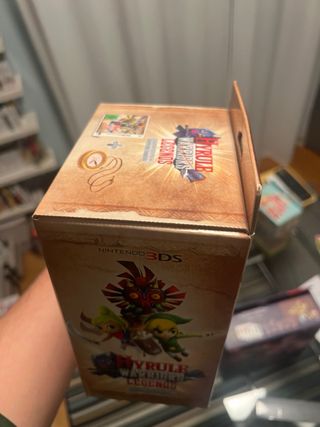 HYRULE
WARRIORS
LEGENDS
NINTENDO 3DS
HYRULE
WARRIORS
LEGENDS